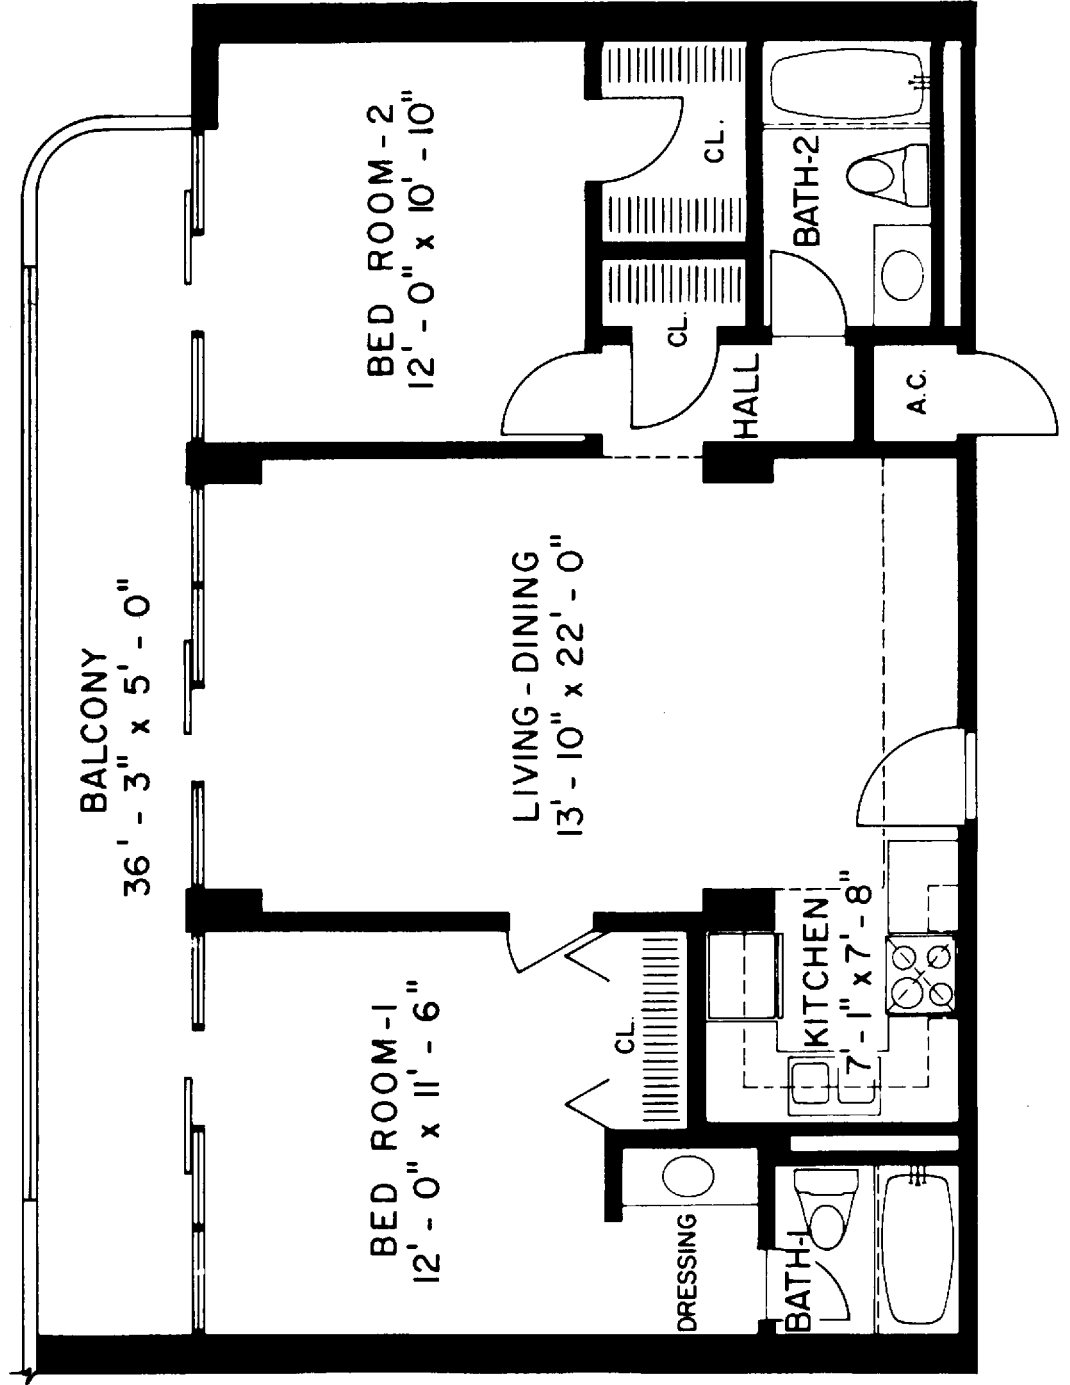 BALCONY
36' - 3" x 5' - 0"
BED ROOM - 1
12' - 0" x 11' - 6"
LIVING - DINING
13' - 10" x 22' - 0"
BED ROOM - 2
12' - 0" x 10' - 10"
CL.
DRESSING
BATH-1
KITCHEN
7' - 1" x 7' - 8"
HALL
CL.
CL.
BATH-2
A.C.